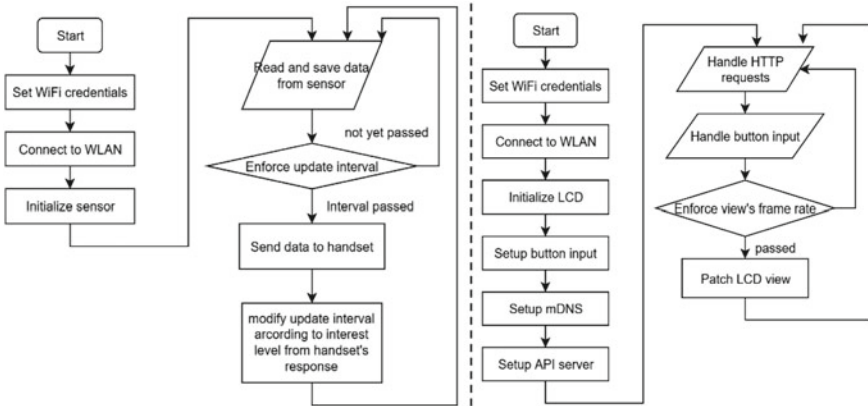 Start
Set WiFi credentials
Connect to WLAN
Initialize sensor
Read and save data
from sensor
not yet passed
Enforce update interval
Interval passed
Send data to handset
modify update interval
arcording to interest
level from handset's
response
Start
Set WiFi credentials
Connect to WLAN
Initialize LCD
Setup button input
Setup mDNS
Setup API server
Handle HTTP
requests
Handle button input
Enforce view's frame rate
passed
Patch LCD view